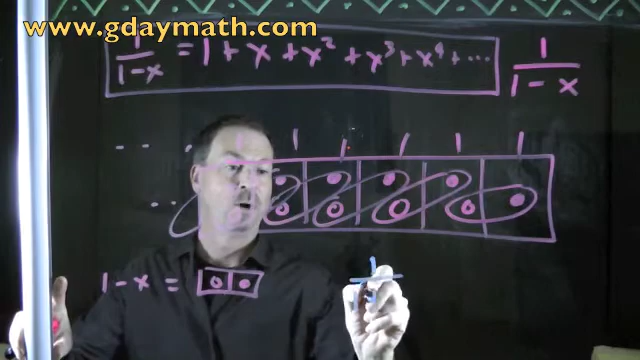 www.gdaymath.com
1/(1-x) = 1 + x + x² + x³ + x⁴ + ... 1/(1 - x)
-- 1 1 1 1 1
1 - x =